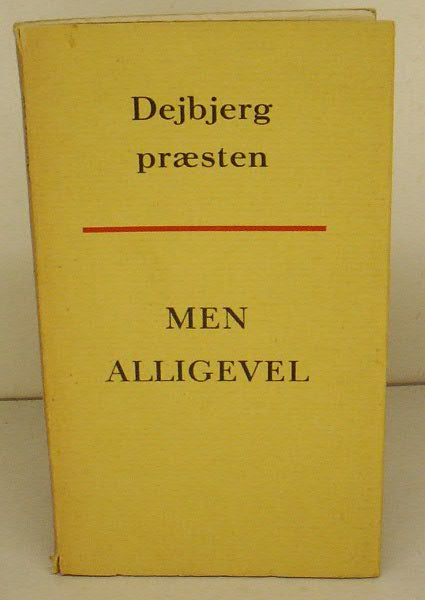 Dejbjerg
præsten
MEN
ALLIGEVEL